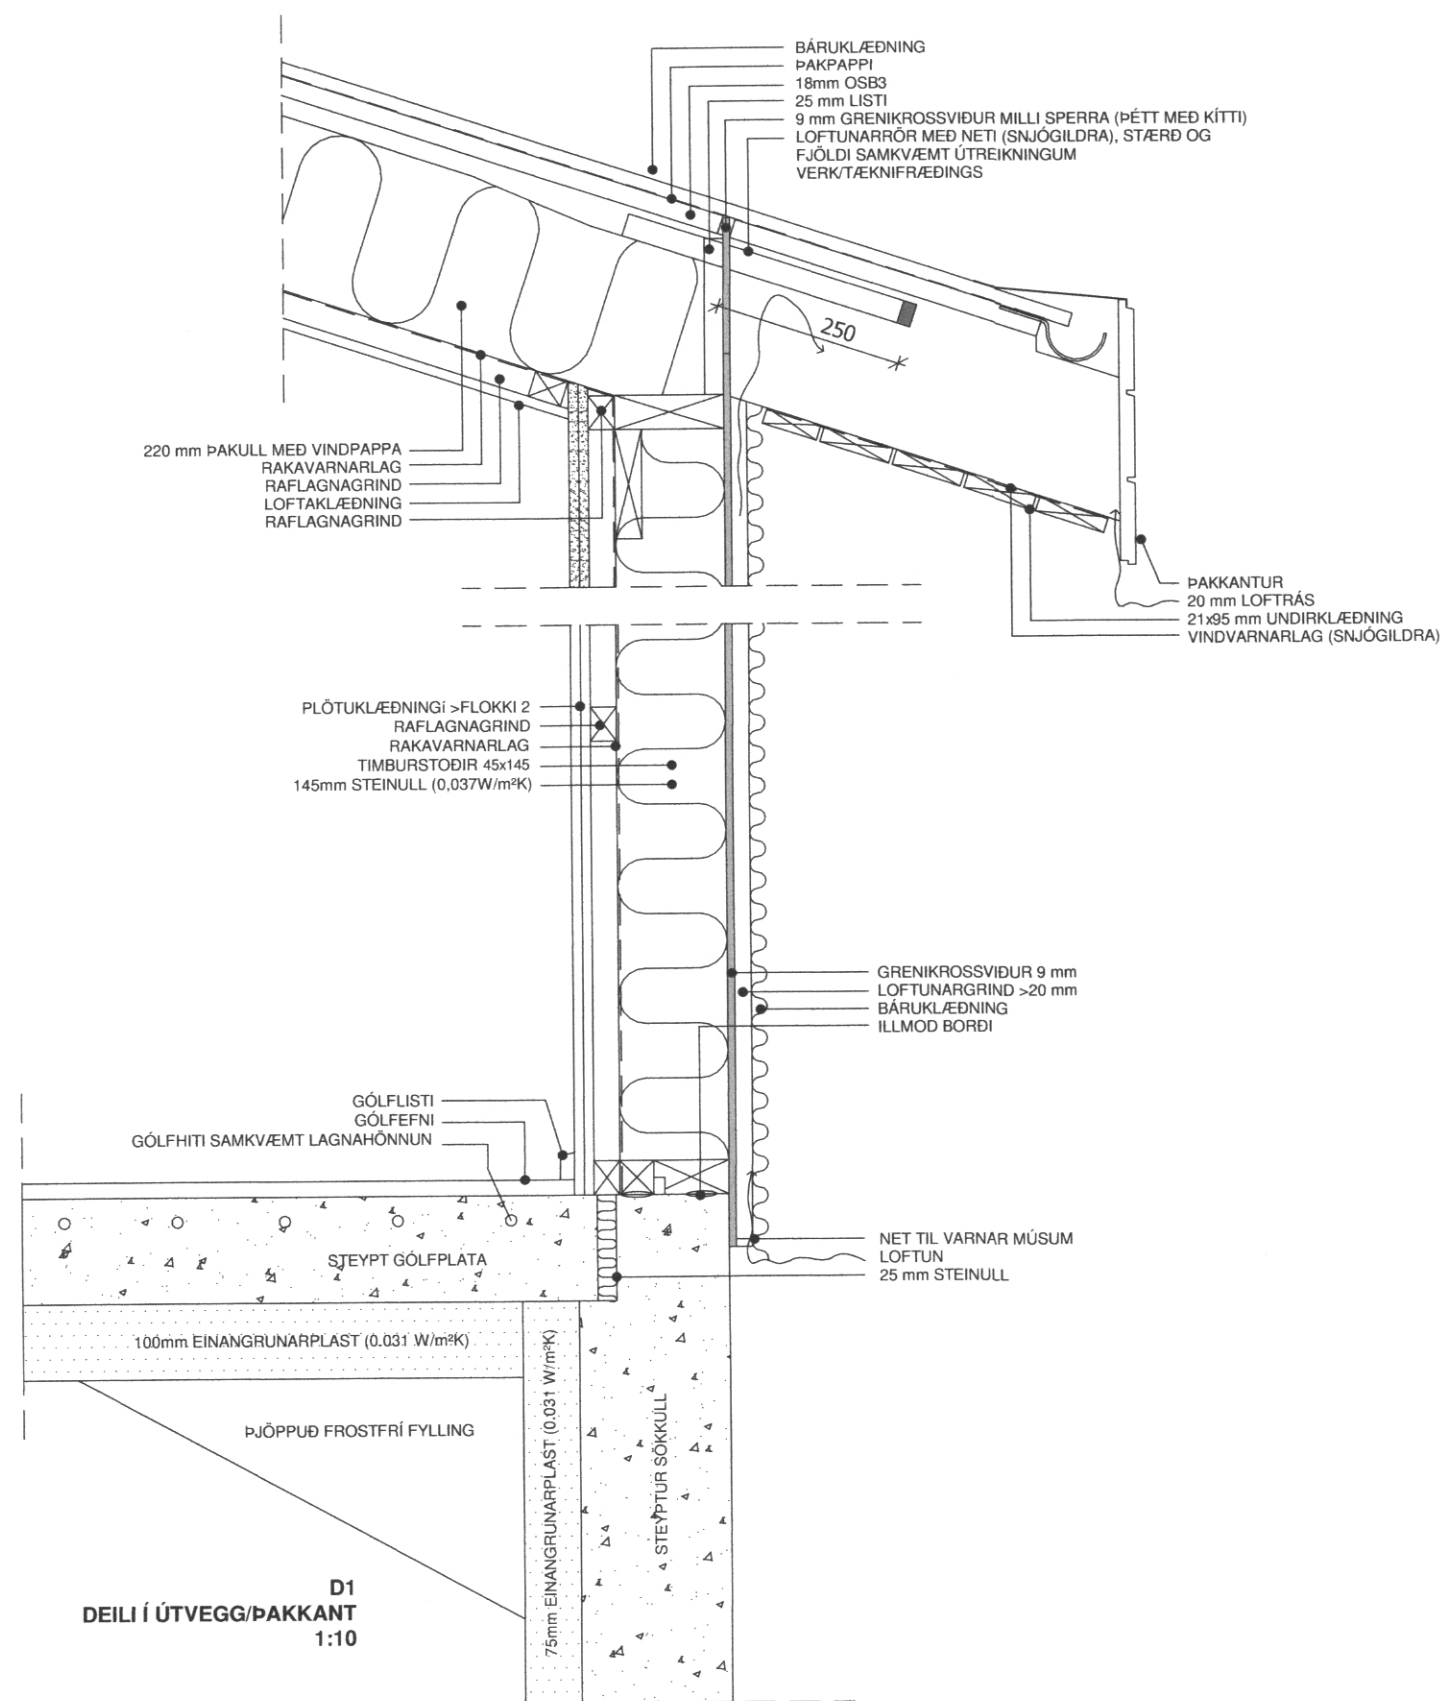 BÁRUKLÆÐNING
ÞAKPAPPI
18mm OSB3
25 mm LISTI
9 mm GRENIKROSSVIÐUR MILLI SPERRA (ÞÉTT MEÐ KÍTTI)
LOFTUNARRÖR MEÐ NETI (SNJÓGILDRA), STÆRÐ OG
FJÖLDI SAMKVÆMT ÚTREIKNINGUM
VERK/TÆKNIFRÆÐINGS
250
220 mm ÞAKULL MEÐ VINDPAPPA
RAKAVARNARLAG
RAFLAGNAGRIND
LOFTAKLÆÐNING
RAFLAGNAGRIND
ÞAKKANTUR
20 mm LOFTRÁS
21x95 mm UNDIRKLÆÐNING
VINDVARNARLAG (SNJÓGILDRA)
PLÖTUKLÆÐNINGí >FLOKKI 2
RAFLAGNAGRIND
RAKAVARNARLAG
TIMBURSTOÐIR 45x145
145mm STEINULL (0,037W/m²K)
GRENIKROSSVIÐUR 9 mm
LOFTUNARGRIND >20 mm
BÁRUKLÆÐNING
ILLMOD BORÐI
GÓLFLISTI
GÓLFEFNI
GÓLFHITI SAMKVÆMT LAGNAHÖNNUN
NET TIL VARNAR MÚSUM
LOFTUN
25 mm STEINULL
STEYPT GÓLFPLATA
100mm EINANGRUNARPLAST (0.031 W/m²K)
75mm EINANGRUNARPLAST (0.031 W/m²K)
STEYPTUR SÖKKULL
ÞJÖPPUÐ FROSTFRÍ FYLLING
D1
DEILI Í ÚTVEGG/ÞAKKANT
1:10